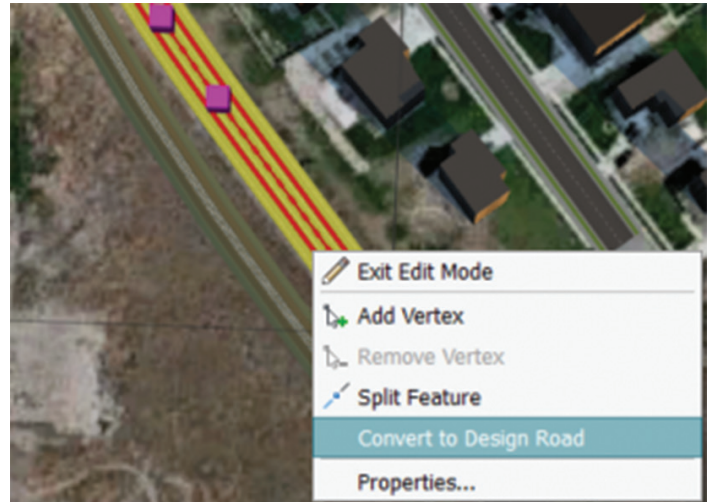 Exit Edit Mode
Add Vertex
Remove Vertex
Split Feature
Convert to Design Road
Properties...